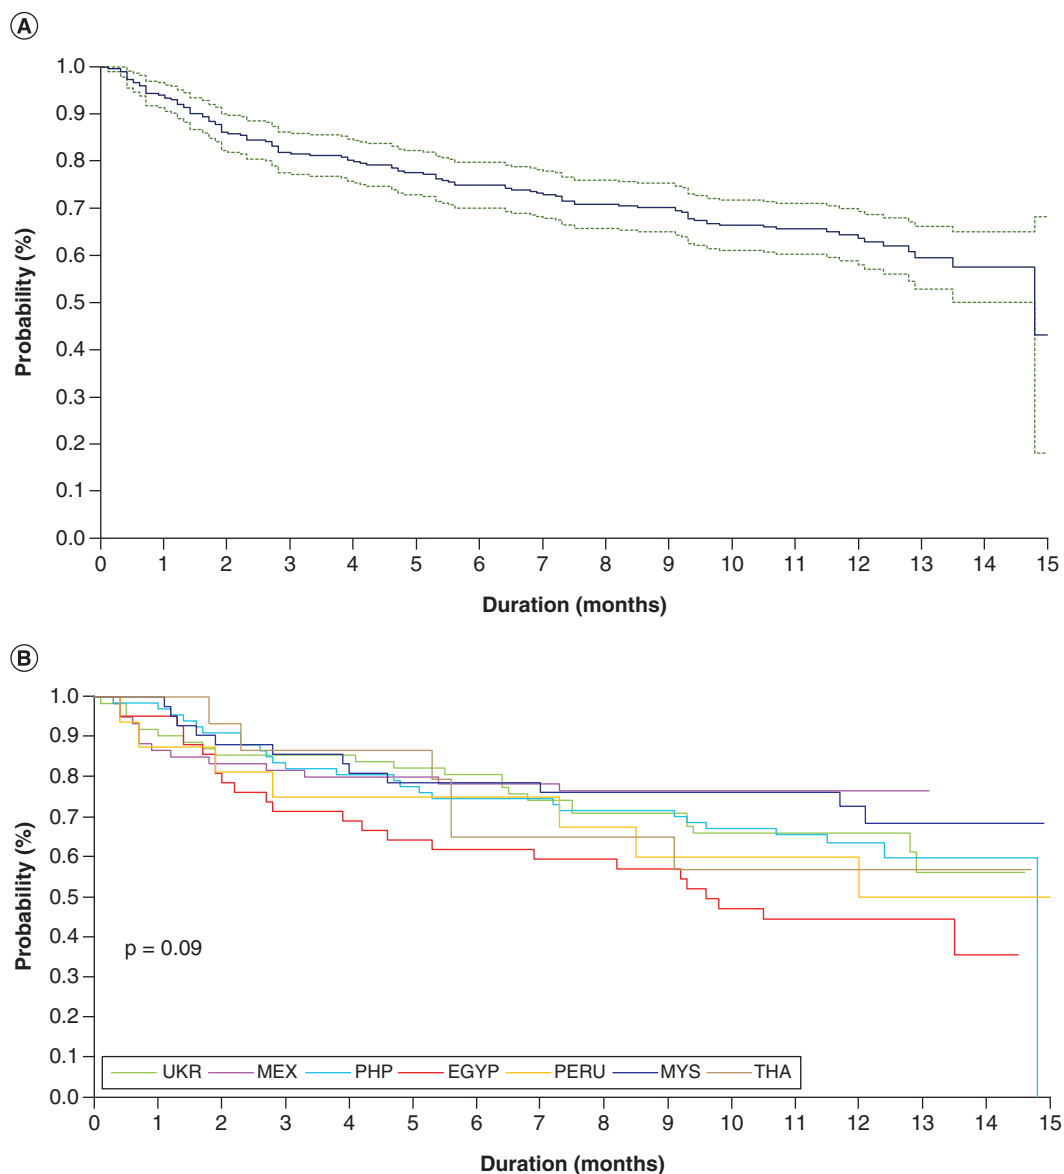 A
1.0
0.9
0.8
0.7
0.6
0.5
0.4
0.3
0.2
0.1
0.0
Probability (%)
0 1 2 3 4 5 6 7 8 9 10 11 12 13 14 15
Duration (months)
B
1.0
0.9
0.8
0.7
0.6
0.5
0.4
0.3
0.2
0.1
0.0
Probability (%)
p = 0.09
UKR MEX PHP EGYP PERU MYS THA
0 1 2 3 4 5 6 7 8 9 10 11 12 13 14 15
Duration (months)